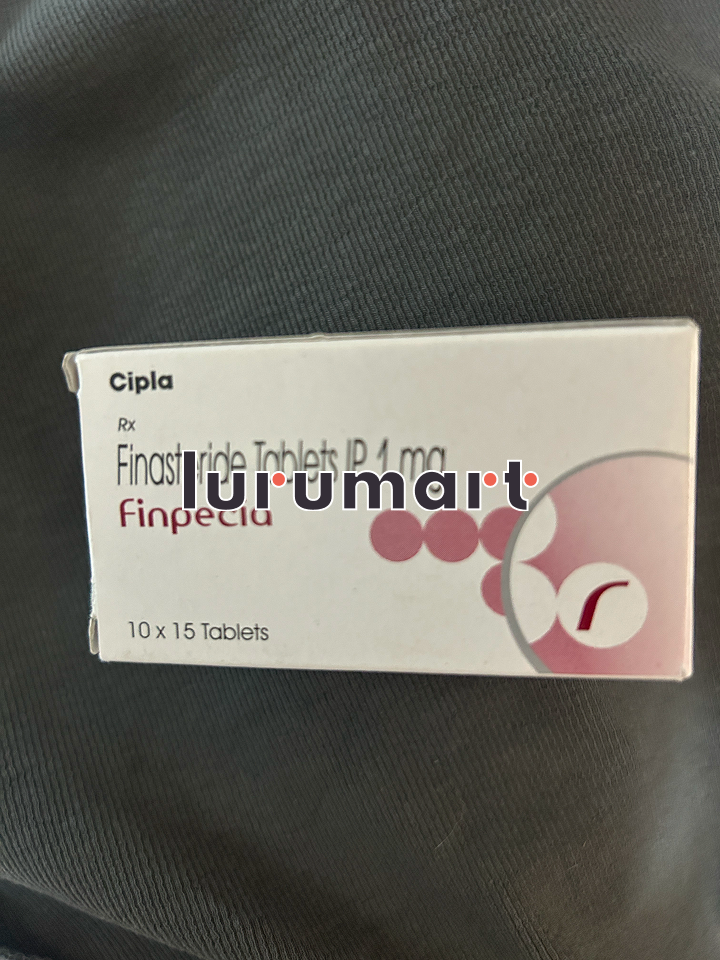 Cipla
Rx
Finasteride Tablets IP 1 mg
lurumart
Finpecia
10 x 15 Tablets